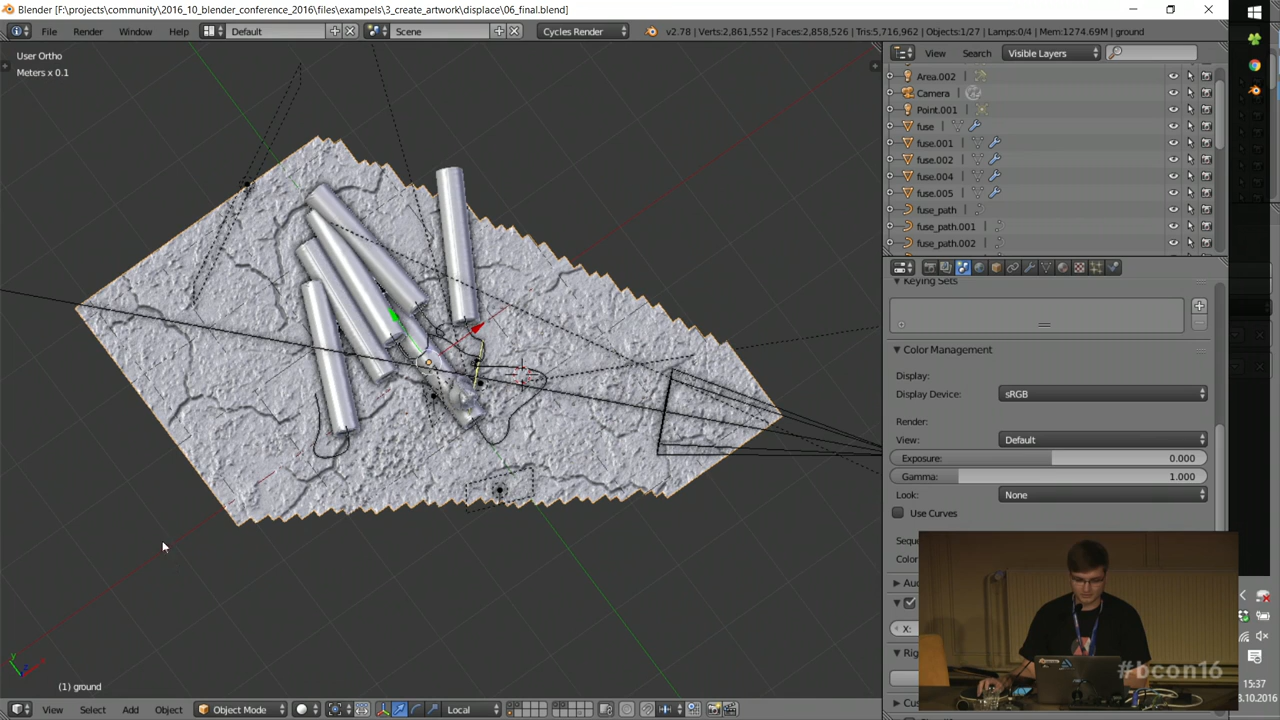 Blender [F:\projects\community\2016_10_blender_conference_2016\files\exampels\3_create_artwork\displace\06_final.blend]
File Render Window Help Default Scene Cycles Render v2.78 | Verts:2,861,552 | Faces:2,858,526 | Tris:5,716,962 | Objects:1/27 | Lamps:0/4 | Mem:1274.69M | ground
User Ortho
Meters x 0.1
View Search Visible Layers
Area.002
Camera
Point.001
fuse
fuse.001
fuse.002
fuse.004
fuse.005
fuse_path
fuse_path.001
fuse_path.002
Keying Sets
Color Management
Display:
Display Device: sRGB
Render:
View: Default
Exposure: 0.000
Gamma: 1.000
Look: None
Use Curves
X:
#bcon16
15:37
(1) ground
View Select Add Object Object Mode Local